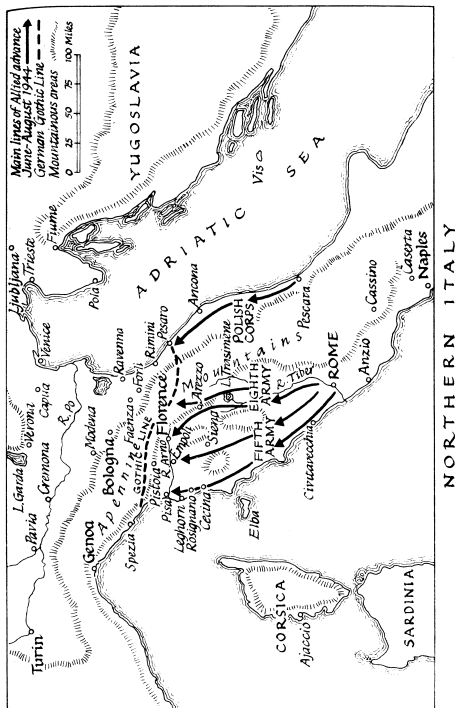 Main lines of Allied advance
June-August 1944
German Gothic Line
Mountainous areas
0 25 50 75 100 Miles
YUGOSLAVIA
Ljubljana
Trieste
Fiume
Pola
Venice
L. Garda
Verona
Pavia
Cremona
Turin
R. Po
Modena
Genoa
Spezia
Bologna
Ravenna
Faenza
Forli
Rimini
Pesaro
Ancona
ADRIATIC SEA
Vis
Apennine Mountains
GOTHIC LINE
Pistoia
Florence
Pisa
R. Arno
Empoli
Leghorn
Rosignano
Cecina
Siena
Arezzo
L. Trasimine
Elba
FIFTH
ARMY
EIGHTH
ARMY
POLISH
CORPS
R. Tiber
Civitavecchia
ROME
Pescara
Anzio
Cassino
Caserta
Naples
CORSICA
Ajaccio
SARDINIA
NORTHERN ITALY